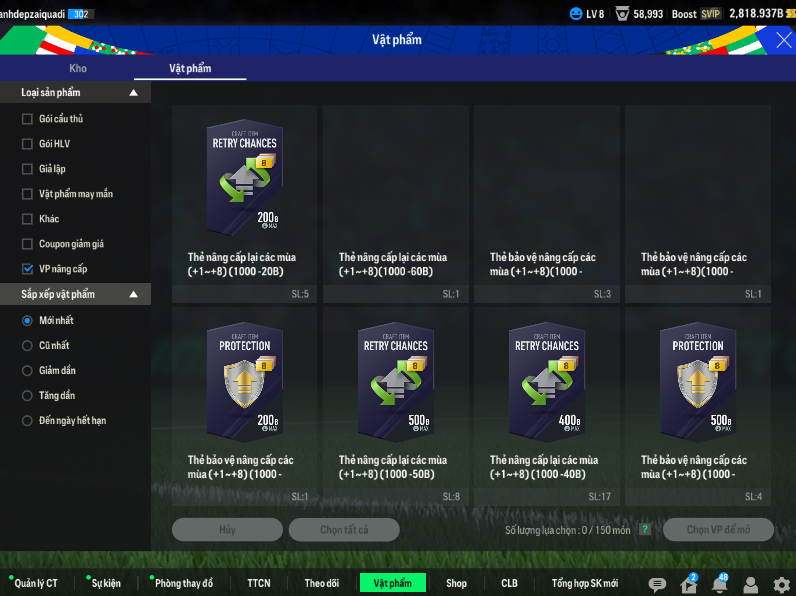 anhdepzaiquadi 302
LV 8 58,993 Boost SVIP 2,818.937B
Vật phẩm
Kho Vật phẩm
Loại sản phẩm
Gói cầu thủ
Gói HLV
Giả lập
Vật phẩm may mắn
Khác
Coupon giảm giá
VP nâng cấp
Sắp xếp vật phẩm
Mới nhất
Cũ nhất
Giảm dần
Tăng dần
Đến ngày hết hạn
CRAFT ITEM
RETRY CHANCES
8
200B
MAX
Thẻ nâng cấp lại các mùa
(+1~+8) (1000 -20B)
SL:5
Thẻ nâng cấp lại các mùa
(+1~+8) (1000 -60B)
SL:1
Thẻ bảo vệ nâng cấp các
mùa (+1~+8)(1000 -
SL:3
Thẻ bảo vệ nâng cấp các
mùa (+1~+8)(1000 -
SL:1
CRAFT ITEM
PROTECTION
8
200B
MAX
Thẻ bảo vệ nâng cấp các
mùa (+1~+8) (1000 -
SL:1
CRAFT ITEM
RETRY CHANCES
8
500B
MAX
Thẻ nâng cấp lại các mùa
(+1~+8) (1000 -50B)
SL:8
CRAFT ITEM
RETRY CHANCES
8
400B
MAX
Thẻ nâng cấp lại các mùa
(+1~+8) (1000 -40B)
SL:17
CRAFT ITEM
PROTECTION
8
500B
MAX
Thẻ bảo vệ nâng cấp các
mùa (+1~+8) (1000 -
SL:4
Hủy Chọn tất cả Số lượng lựa chọn : 0 / 150 món ? Chọn VP để mở
Quản lý CT Sự kiện Phòng thay đồ TTCN Theo dõi Vật phẩm Shop CLB Tổng hợp SK mới 2 48